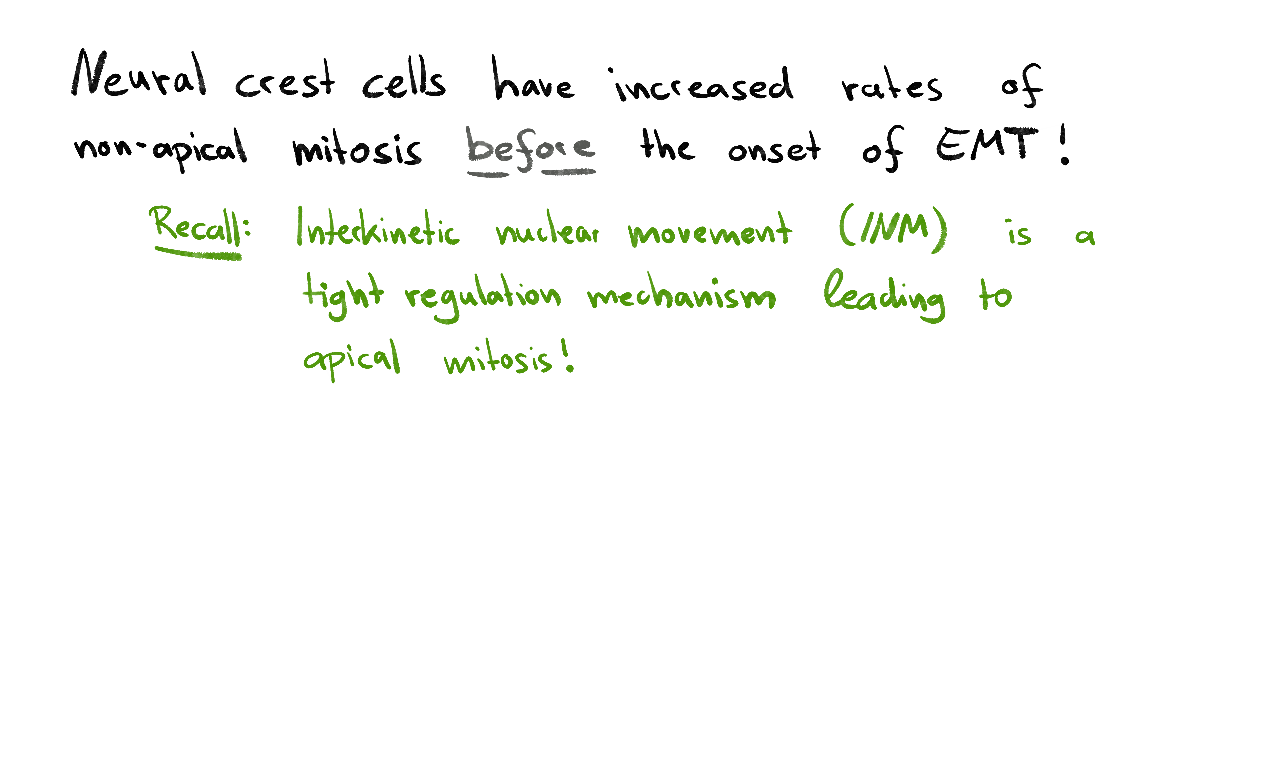 Neural crest cells have increased rates of
non-apical mitosis before the onset of EMT!
Recall: Interkinetic nuclear movement (INM) is a
tight regulation mechanism leading to
apical mitosis!